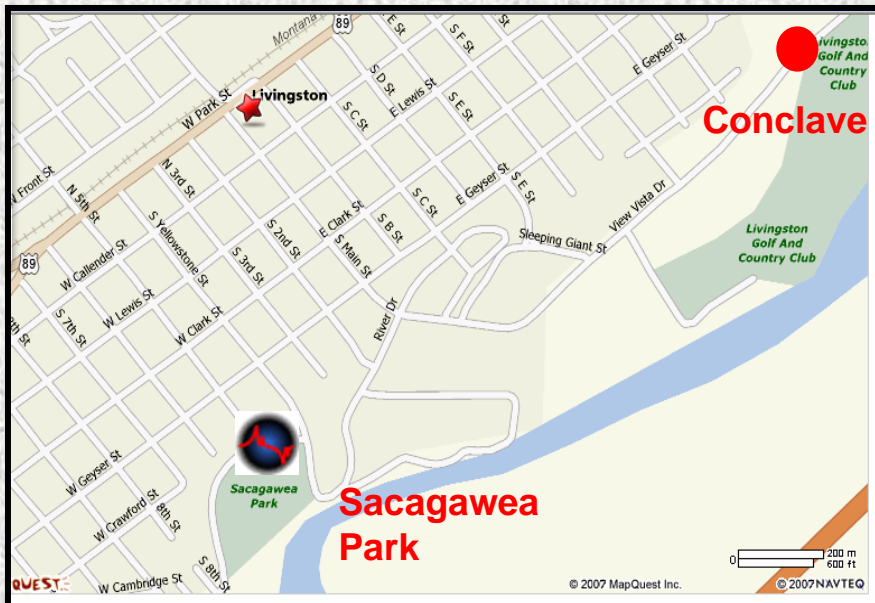 89
Montana
W Park St
Livingston
S D St
S F St
E Geyser St
ivingston
Golf And
Country
Club
E Lewis St
S E St
S C St
Conclave
W Front St
N 5th St
N 3rd St
S Yellowstone St
S 2nd St
E Clark St
S B St
S C St
E Geyser St
S E St
View Vista Dr
Sleeping Giant St
Livingston
Golf And
Country Club
89
W Callender St
S 3rd St
S Main St
8th St
S 7th St
W Lewis St
W Clark St
River Dr
W Geyser St
Sacagawea
Park
W Crawford St
8th St
Sacagawea
Park
S 8th St
W Cambridge St
QUEST
0
200 m
600 ft
© 2007 MapQuest Inc.
© 2007 NAVTEQ